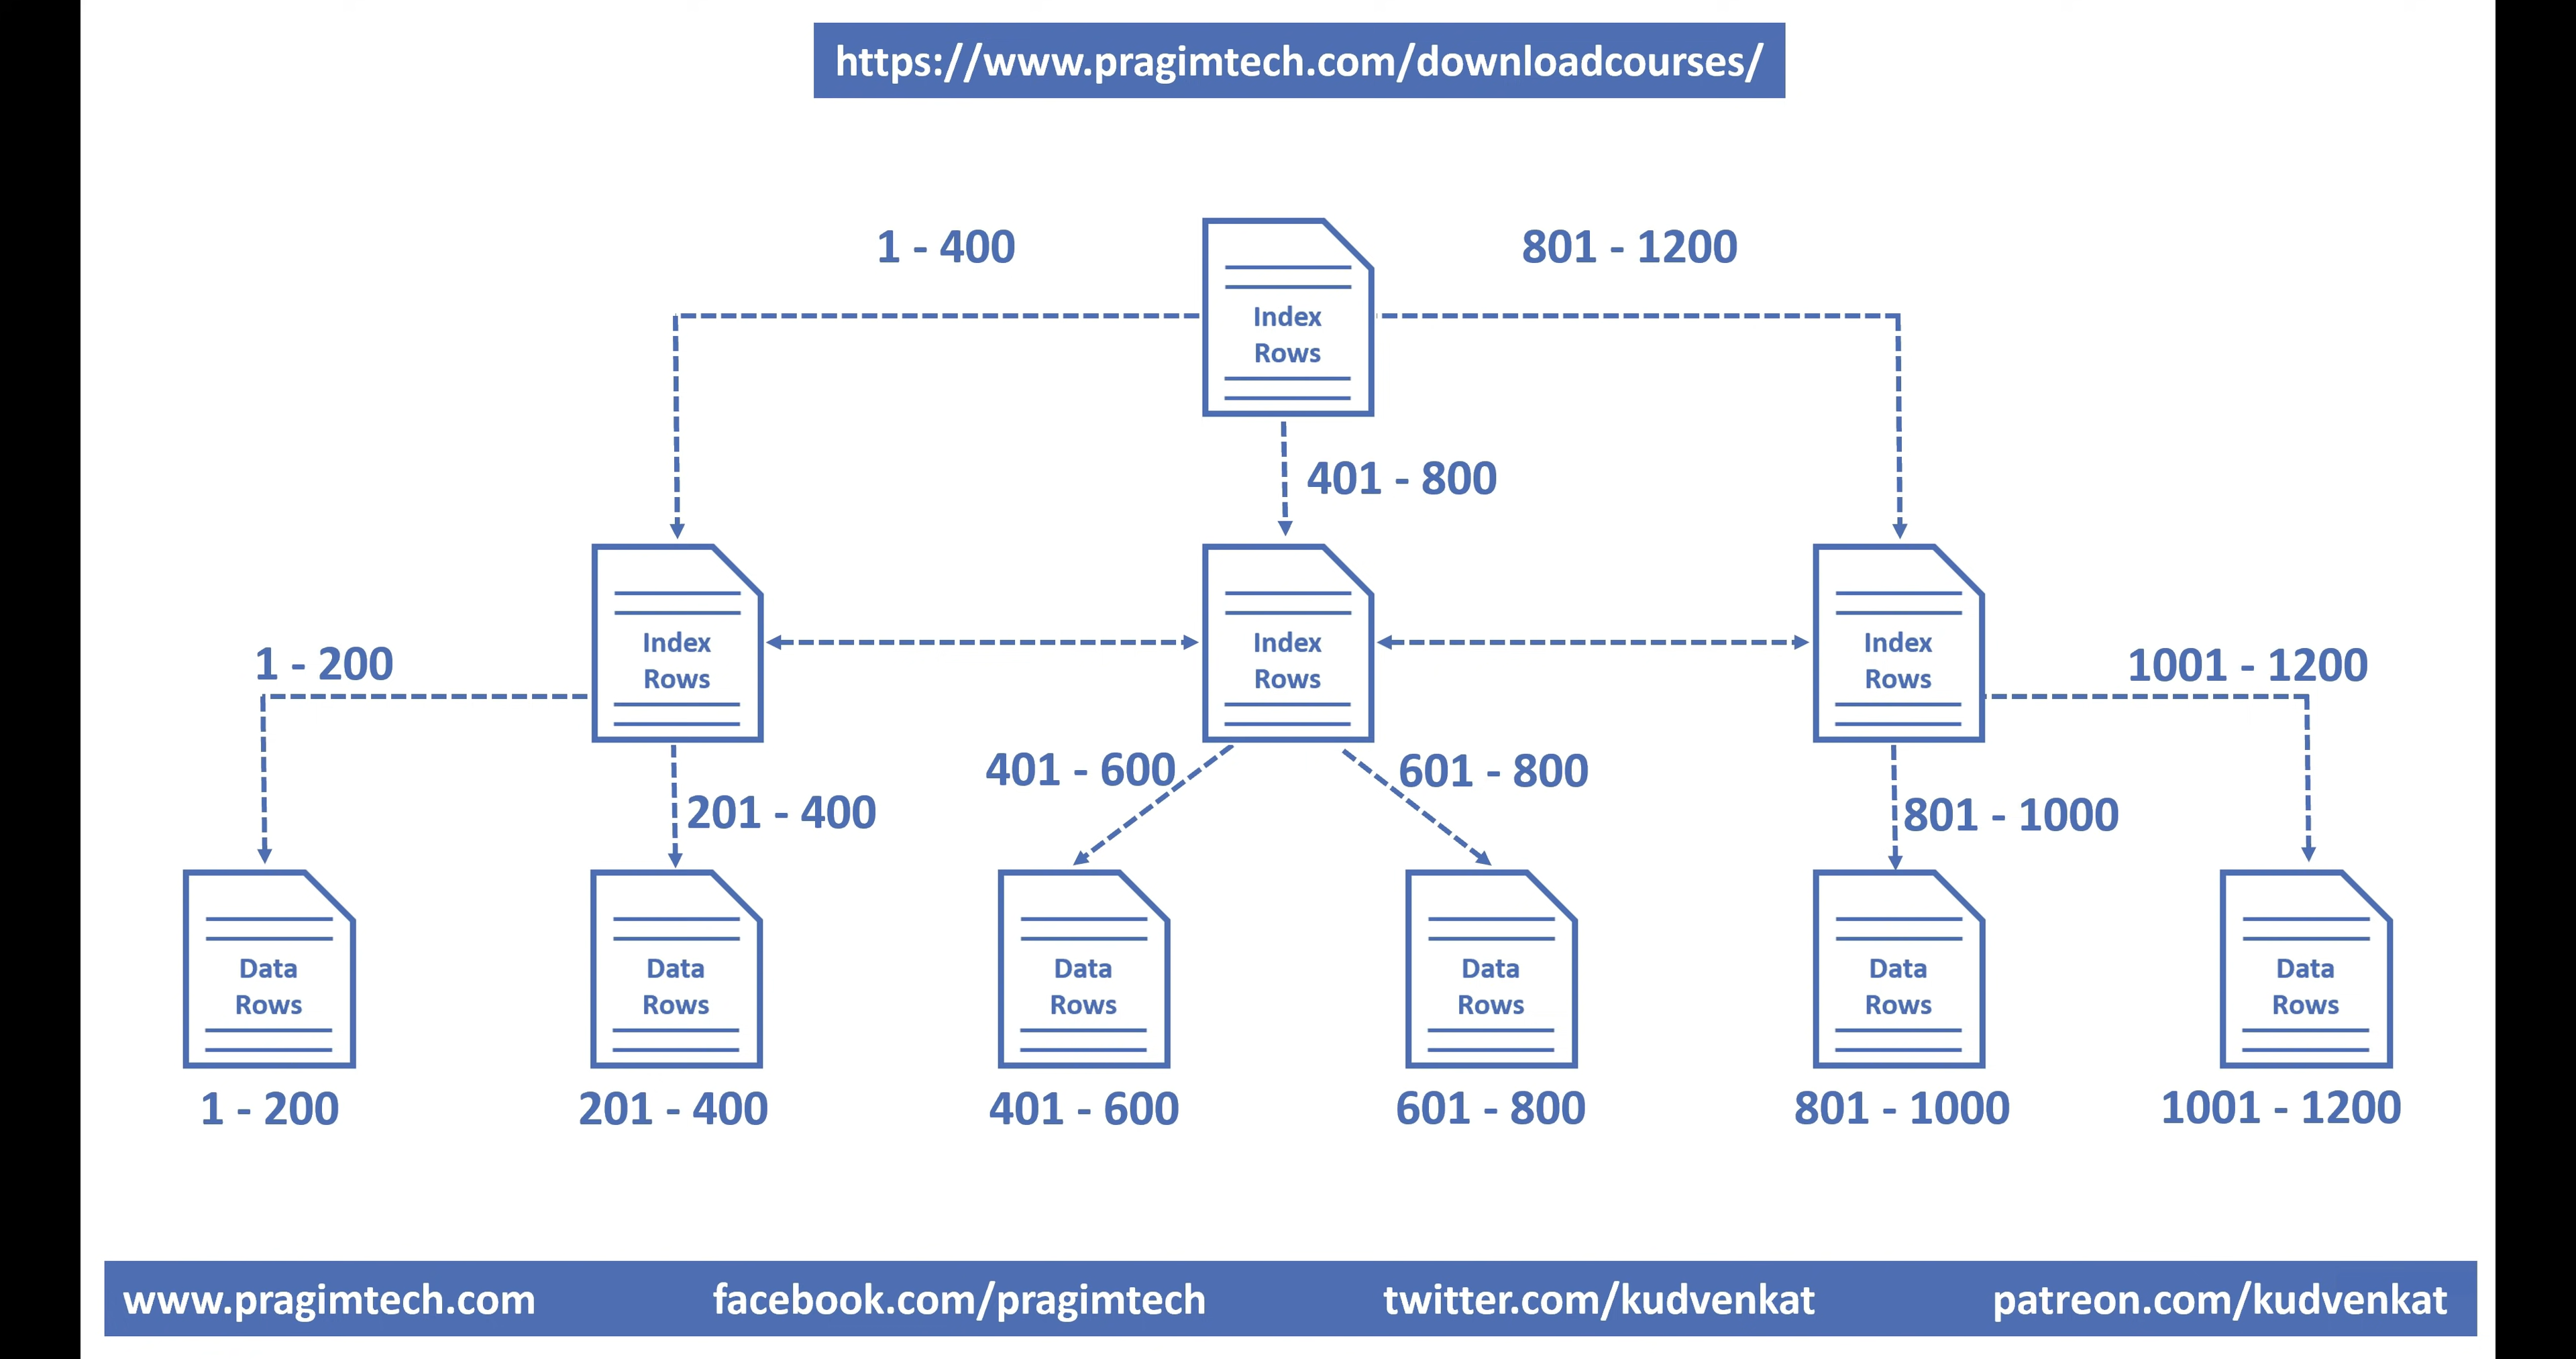 https://www.pragimtech.com/downloadcourses/
1 - 400
801 - 1200
Index
Rows
401 - 800
Index
Rows
Index
Rows
Index
Rows
1 - 200
1001 - 1200
201 - 400
401 - 600
601 - 800
801 - 1000
Data
Rows
Data
Rows
Data
Rows
Data
Rows
Data
Rows
Data
Rows
1 - 200
201 - 400
401 - 600
601 - 800
801 - 1000
1001 - 1200
www.pragimtech.com
facebook.com/pragimtech
twitter.com/kudvenkat
patreon.com/kudvenkat